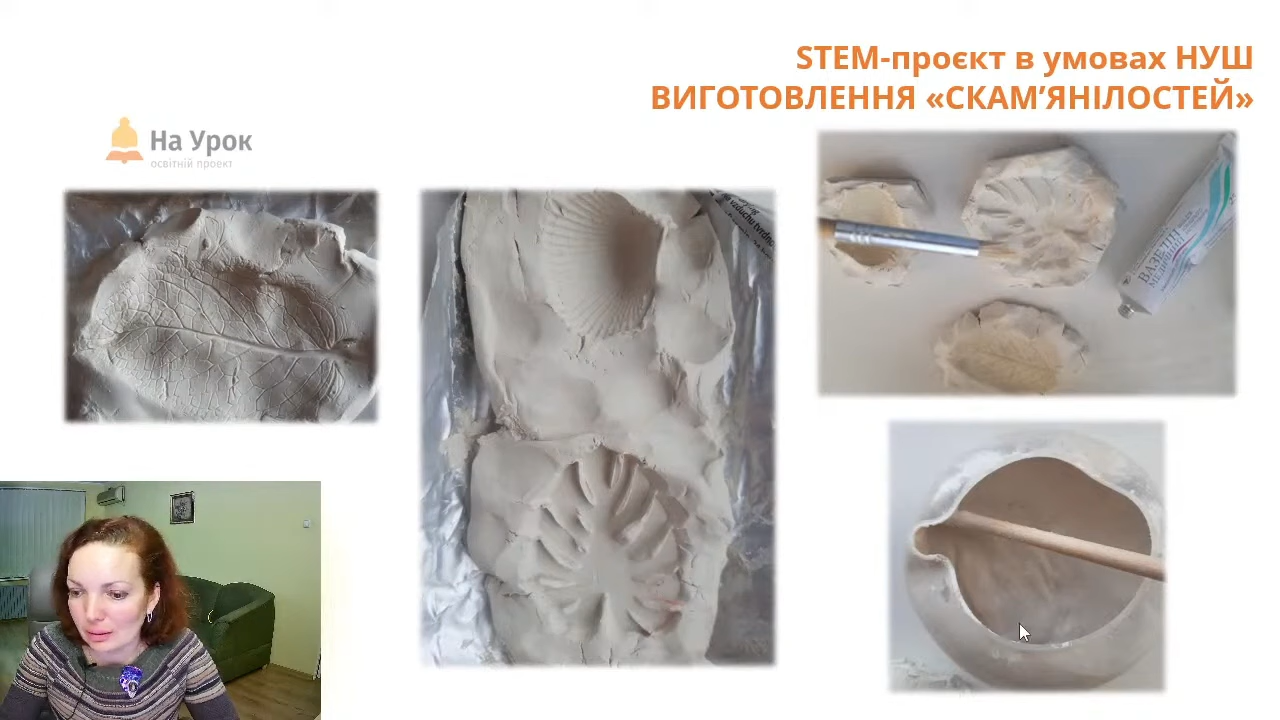 STEM-проєкт в умовах НУШ
ВИГОТОВЛЕННЯ «СКАМ’ЯНІЛОСТЕЙ»
На Урок
освітній проект
ВАЗЕЛІН